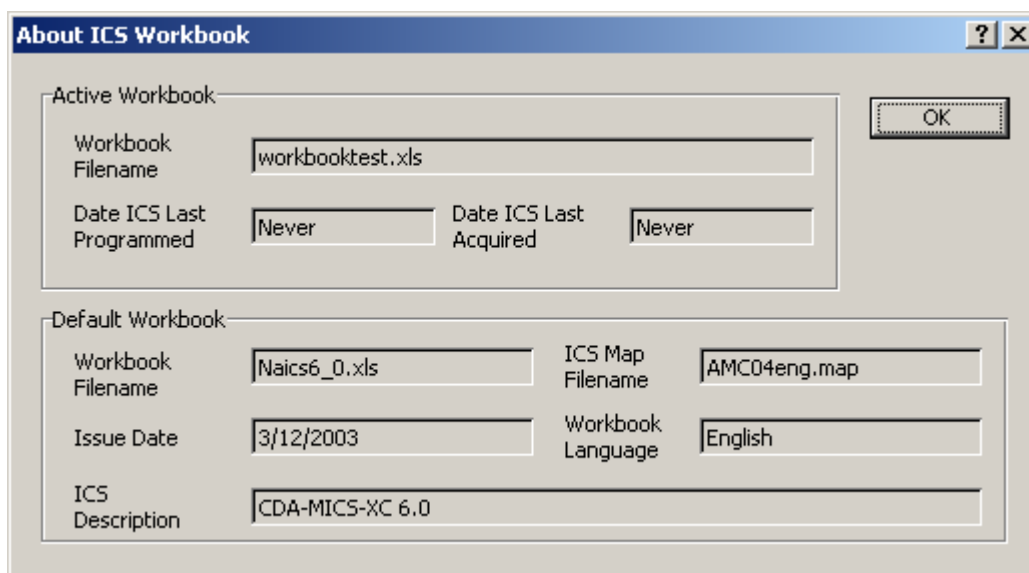 About ICS Workbook
Active Workbook
OK
Workbook
Filename
workbooktest.xls
Date ICS Last
Programmed
Never
Date ICS Last
Acquired
Never
Default Workbook
Workbook
Filename
Naics6_0.xls
ICS Map
Filename
AMC04eng.map
Issue Date
3/12/2003
Workbook
Language
English
ICS
Description
CDA-MICS-XC 6.0